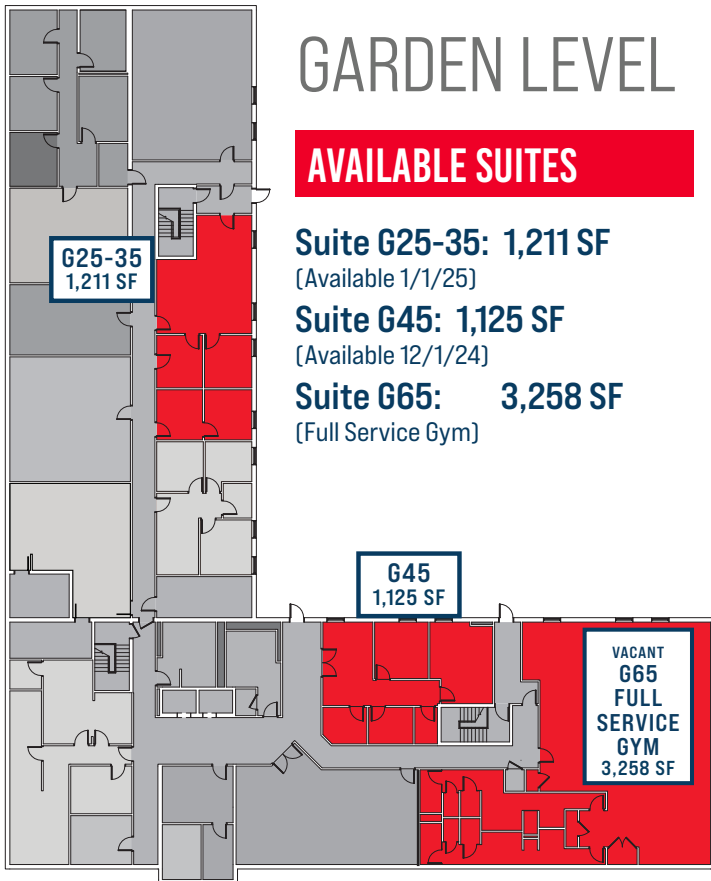 GARDEN LEVEL
AVAILABLE SUITES
Suite G25-35: 1,211 SF
(Available 1/1/25)
Suite G45: 1,125 SF
(Available 12/1/24)
Suite G65: 3,258 SF
(Full Service Gym)
G25-35
1,211 SF
G45
1,125 SF
VACANT
G65
FULL
SERVICE
GYM
3,258 SF